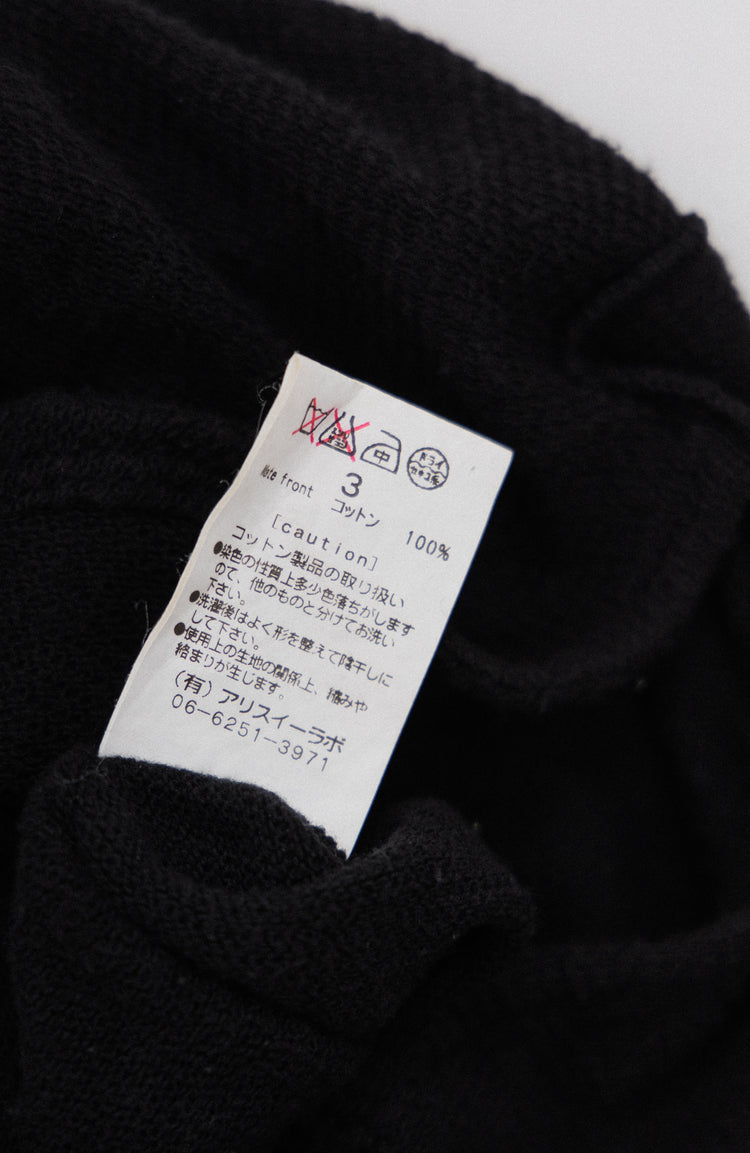 中 ドライ
3
Note front コットン 100%
[caution]
コットン製品の取り扱い
●染色の性質上多少色落ちがします
ので、他のものと分けてお洗い
下さい。
●洗濯後はよく形を整えて陰干しに
して下さい。
●使用上の生地の関係上、縮みや
絡まりが生じます。
(有)アリスイーラボ
06-6251-3971